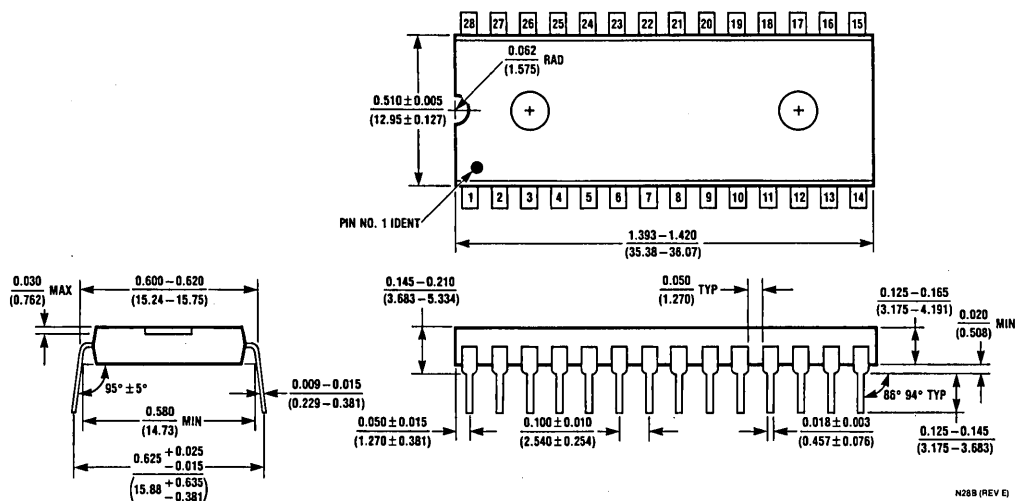 28 27 26 25 24 23 22 21 20 19 18 17 16 15
0.062
(1.575)
RAD
0.510 ± 0.005
(12.95 ± 0.127)
PIN NO. 1 IDENT
1 2 3 4 5 6 7 8 9 10 11 12 13 14
1.393 – 1.420
(35.38 – 36.07)
0.030
(0.762)
MAX
0.600 – 0.620
(15.24 – 15.75)
95° ± 5°
0.580
(14.73)
MIN
0.009 – 0.015
(0.229 – 0.381)
0.625 +0.025
-0.015
(15.88 +0.635
-0.381)
0.145 – 0.210
(3.683 – 5.334)
0.050
(1.270)
TYP
0.125 – 0.165
(3.175 – 4.191)
0.020
(0.508)
MIN
86° 94° TYP
0.050 ± 0.015
(1.270 ± 0.381)
0.100 ± 0.010
(2.540 ± 0.254)
0.018 ± 0.003
(0.457 ± 0.076)
0.125 – 0.145
(3.175 – 3.683)
N28B (REV E)